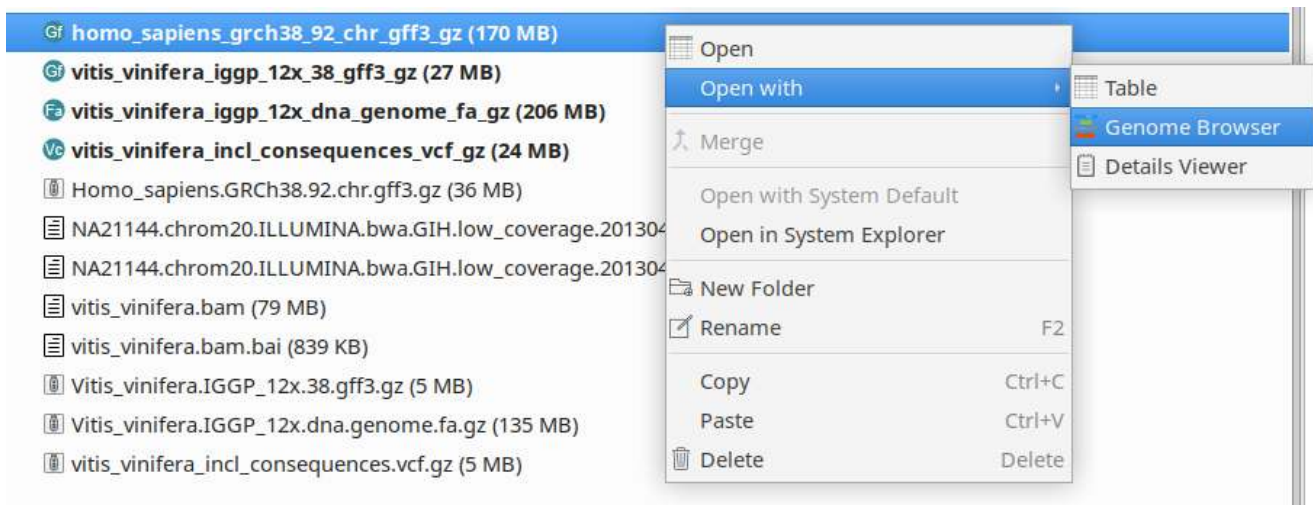 homo_sapiens_grch38_92_chr_gff3_gz (170 MB)
vitis_vinifera_iggp_12x_38_gff3_gz (27 MB)
vitis_vinifera_iggp_12x_dna_genome_fa_gz (206 MB)
vitis_vinifera_incl_consequences_vcf_gz (24 MB)
Homo_sapiens.GRCh38.92.chr.gff3.gz (36 MB)
NA21144.chrom20.ILLUMINA.bwa.GIH.low_coverage.201304
NA21144.chrom20.ILLUMINA.bwa.GIH.low_coverage.201304
vitis_vinifera.bam (79 MB)
vitis_vinifera.bam.bai (839 KB)
Vitis_vinifera.IGGP_12x.38.gff3.gz (5 MB)
Vitis_vinifera.IGGP_12x.dna.genome.fa.gz (135 MB)
vitis_vinifera_incl_consequences.vcf.gz (5 MB)
Open
Open with
Merge
Open with System Default
Open in System Explorer
New Folder
Rename F2
Copy Ctrl+C
Paste Ctrl+V
Delete Delete
Table
Genome Browser
Details Viewer
Gf
Gf
Fa
Vc